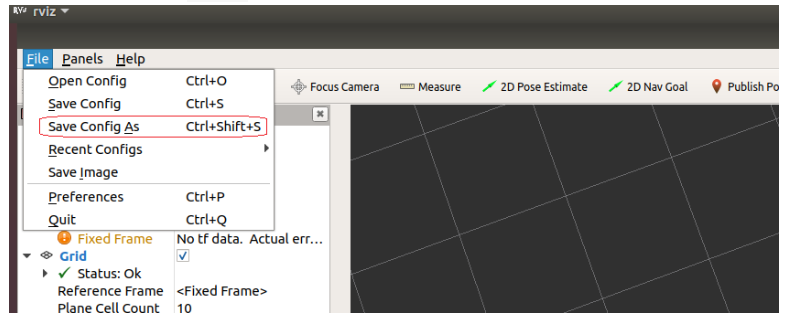 rviz
File Panels Help
Open Config Ctrl+O
Save Config Ctrl+S
Save Config As Ctrl+Shift+S
Recent Configs
Save Image
Preferences Ctrl+P
Quit Ctrl+Q
Focus Camera Measure 2D Pose Estimate 2D Nav Goal Publish Po
Fixed Frame No tf data. Actual err...
Grid
Status: Ok
Reference Frame <Fixed Frame>
Plane Cell Count 10